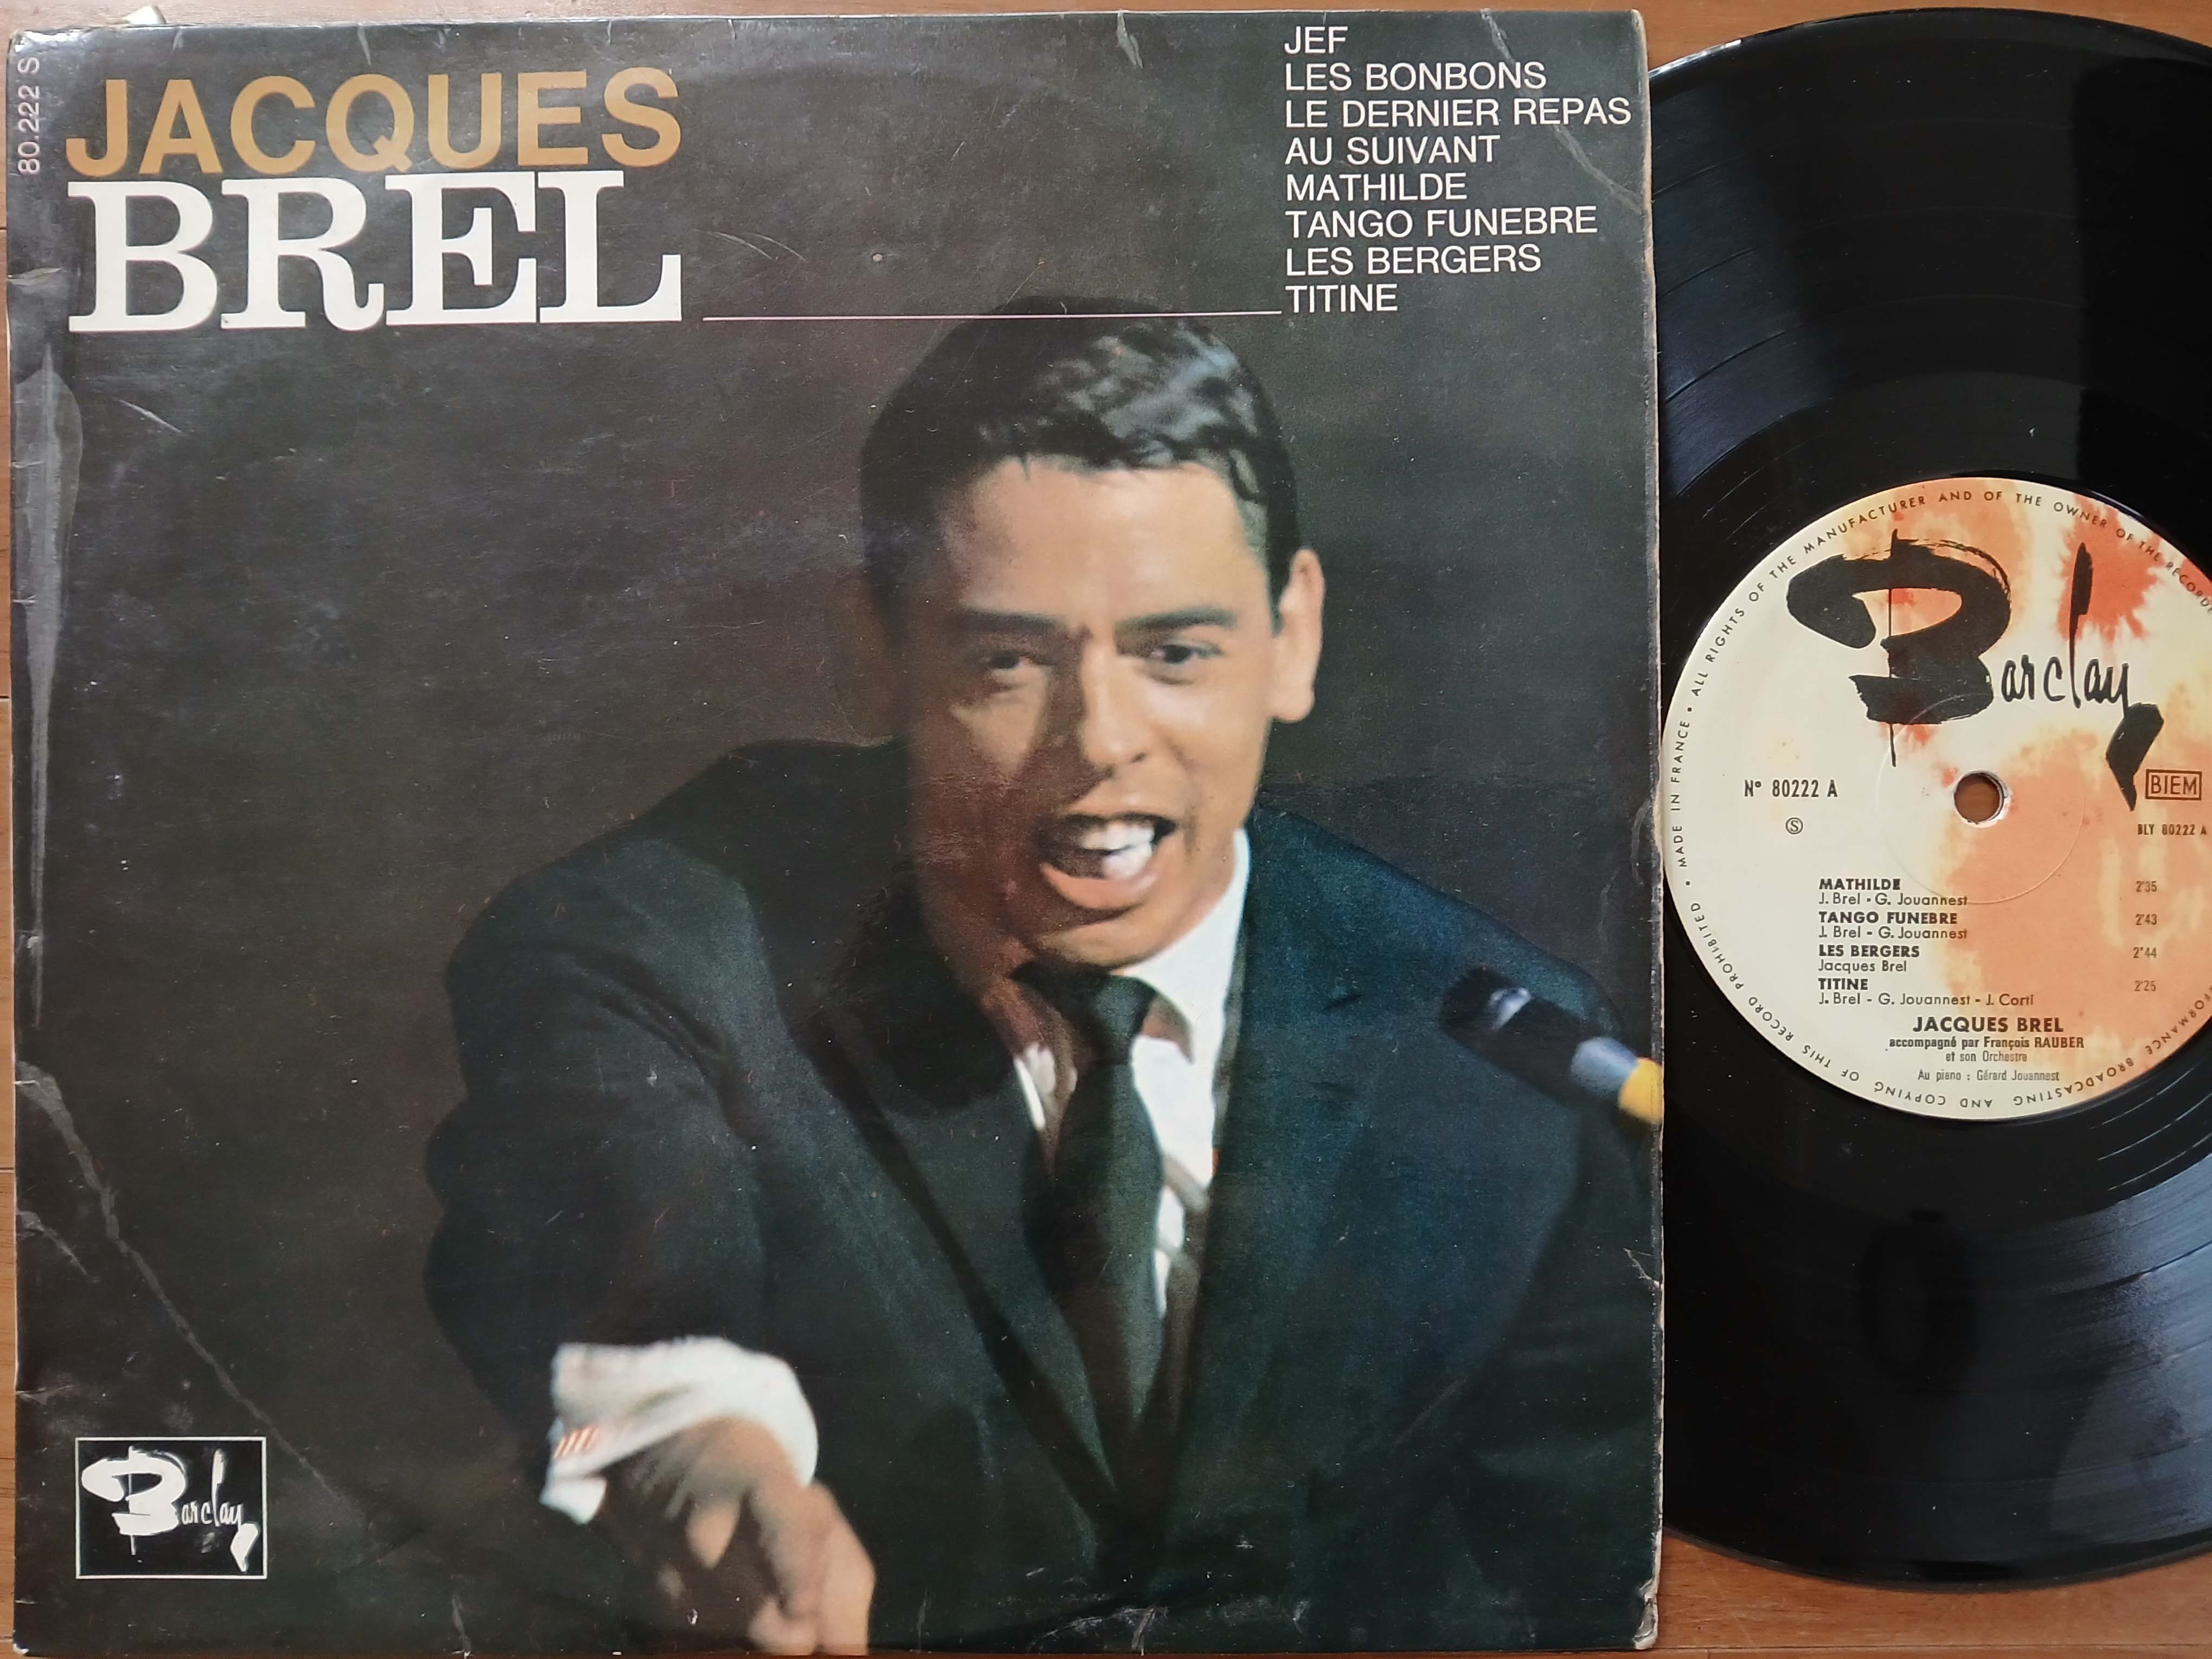 80.222 S
JACQUES
BREL
JEF
LES BONBONS
LE DERNIER REPAS
AU SUIVANT
MATHILDE
TANGO FUNEBRE
LES BERGERS
TITINE
Barclay
MADE IN FRANCE • ALL RIGHTS OF THE MANUFACTURER AND OF THE OWNER OF THE RECORDE
FORMANCE BROADCASTING AND COPYING OF THIS RECORD PROHIBITED •
Barclay
Nº 80222 A
Ⓢ
BIEM
BLY 80222 A
MATHILDE 2'35
J. Brel - G. Jouannest
TANGO FUNEBRE 2'43
J. Brel - G. Jouannest
LES BERGERS 2'44
Jacques Brel
TITINE 2'25
J. Brel - G. Jouannest - J. Corti
JACQUES BREL
accompagné par François RAUBER
et son Orchestre
Au piano : Gérard Jouannest